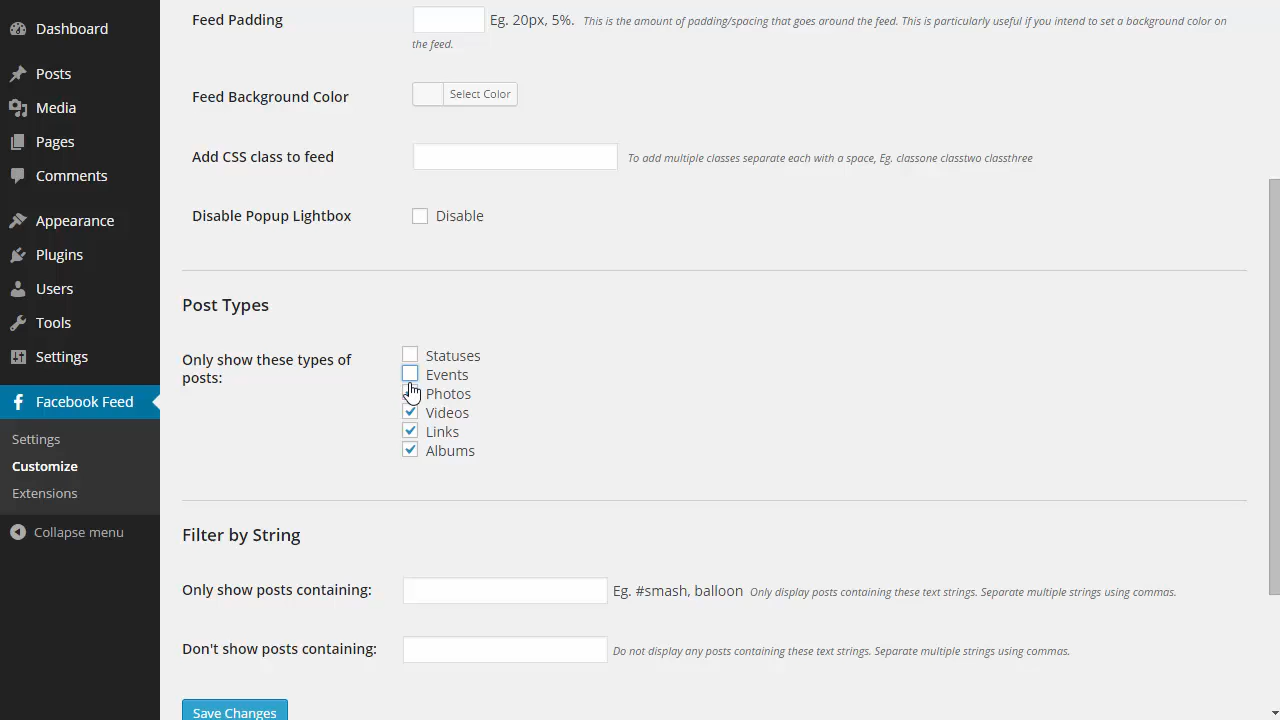 Dashboard
Posts
Media
Pages
Comments
Appearance
Plugins
Users
Tools
Settings
Facebook Feed
Settings
Customize
Extensions
Collapse menu
Feed Padding
Eg. 20px, 5%. This is the amount of padding/spacing that goes around the feed. This is particularly useful if you intend to set a background color on
the feed.
Feed Background Color
Select Color
Add CSS class to feed
To add multiple classes separate each with a space, Eg. classone classtwo classthree
Disable Popup Lightbox
Disable
Post Types
Only show these types of
posts:
Statuses
Events
Photos
Videos
Links
Albums
Filter by String
Only show posts containing:
Eg. #smash, balloon Only display posts containing these text strings. Separate multiple strings using commas.
Don't show posts containing:
Do not display any posts containing these text strings. Separate multiple strings using commas.
Save Changes